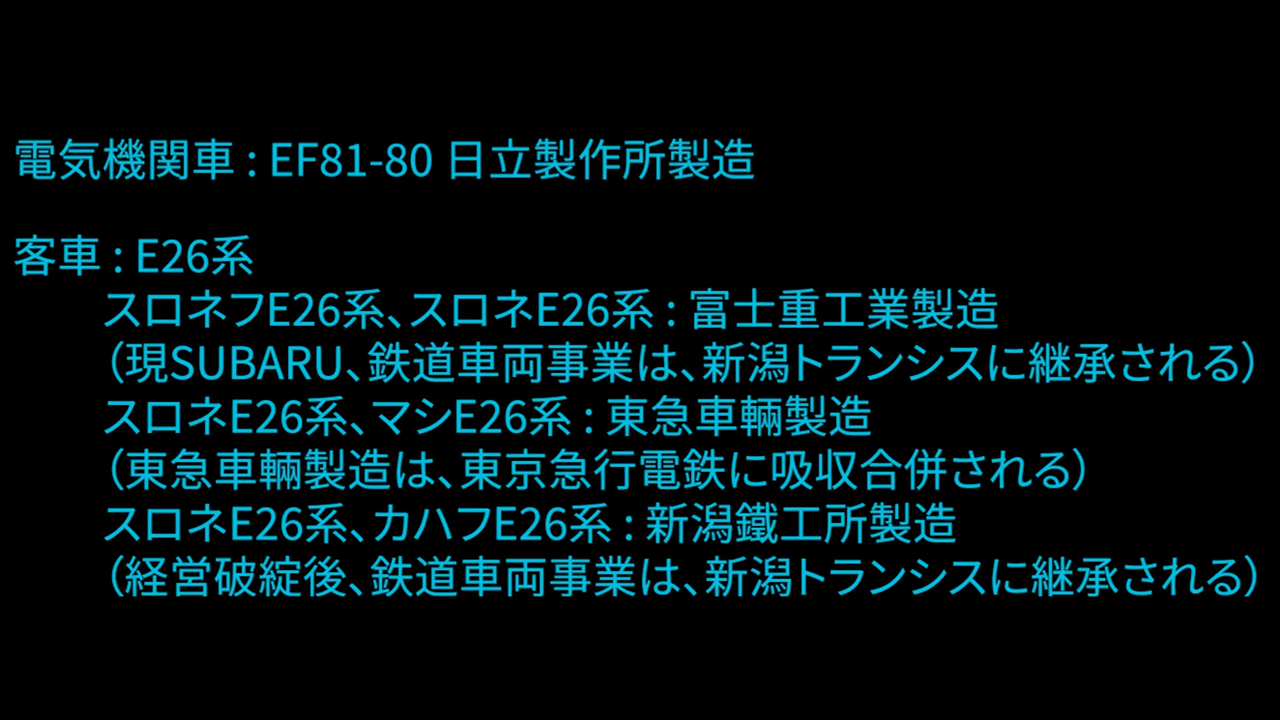 電気機関車 : EF81-80 日立製作所製造
客車 : E26系
スロネフE26系、スロネE26系 : 富士重工業製造
（現SUBARU、鉄道車両事業は、新潟トランシスに継承される）
スロネE26系、マシE26系 : 東急車輛製造
（東急車輛製造は、東京急行電鉄に吸収合併される）
スロネE26系、カハフE26系 : 新潟鐵工所製造
（経営破綻後、鉄道車両事業は、新潟トランシスに継承される）